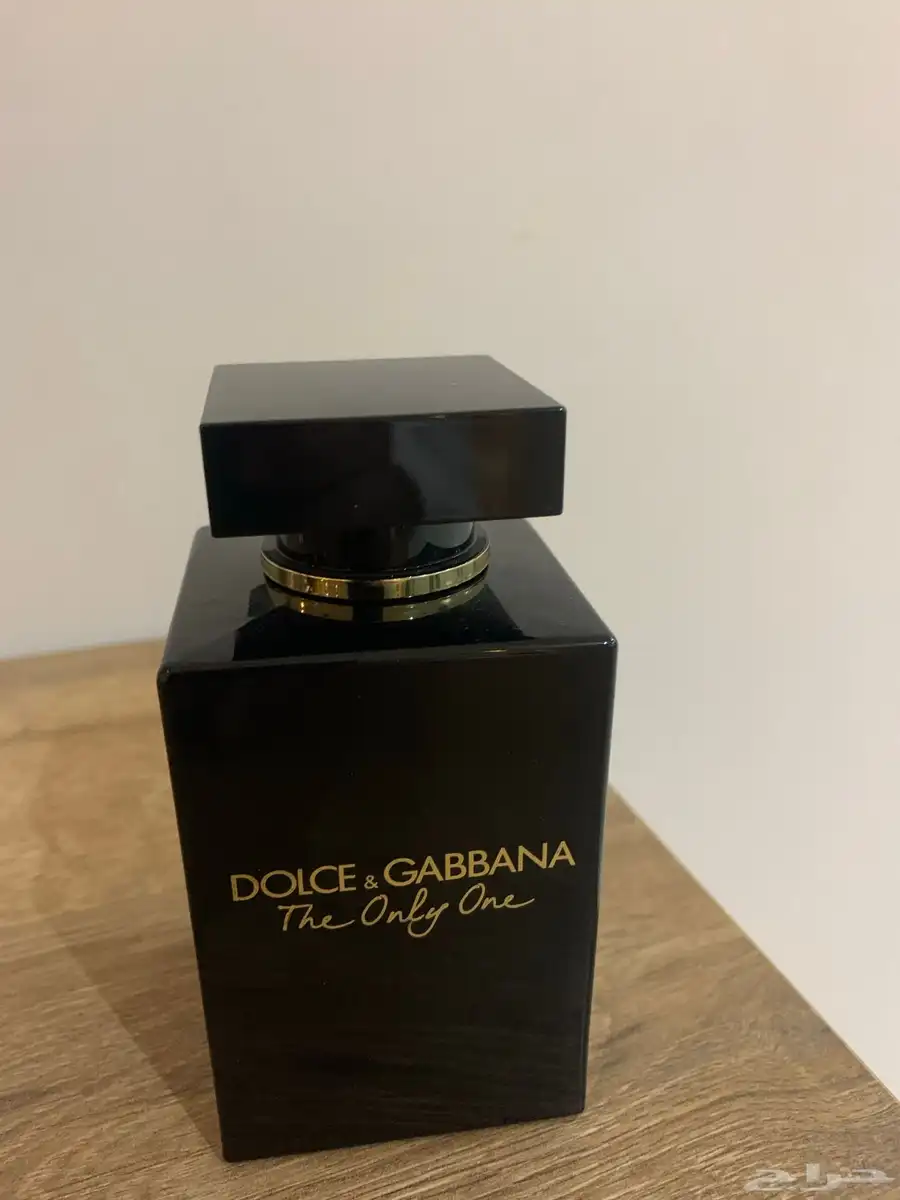 DOLCE & GABBANA
The Only One
حراج